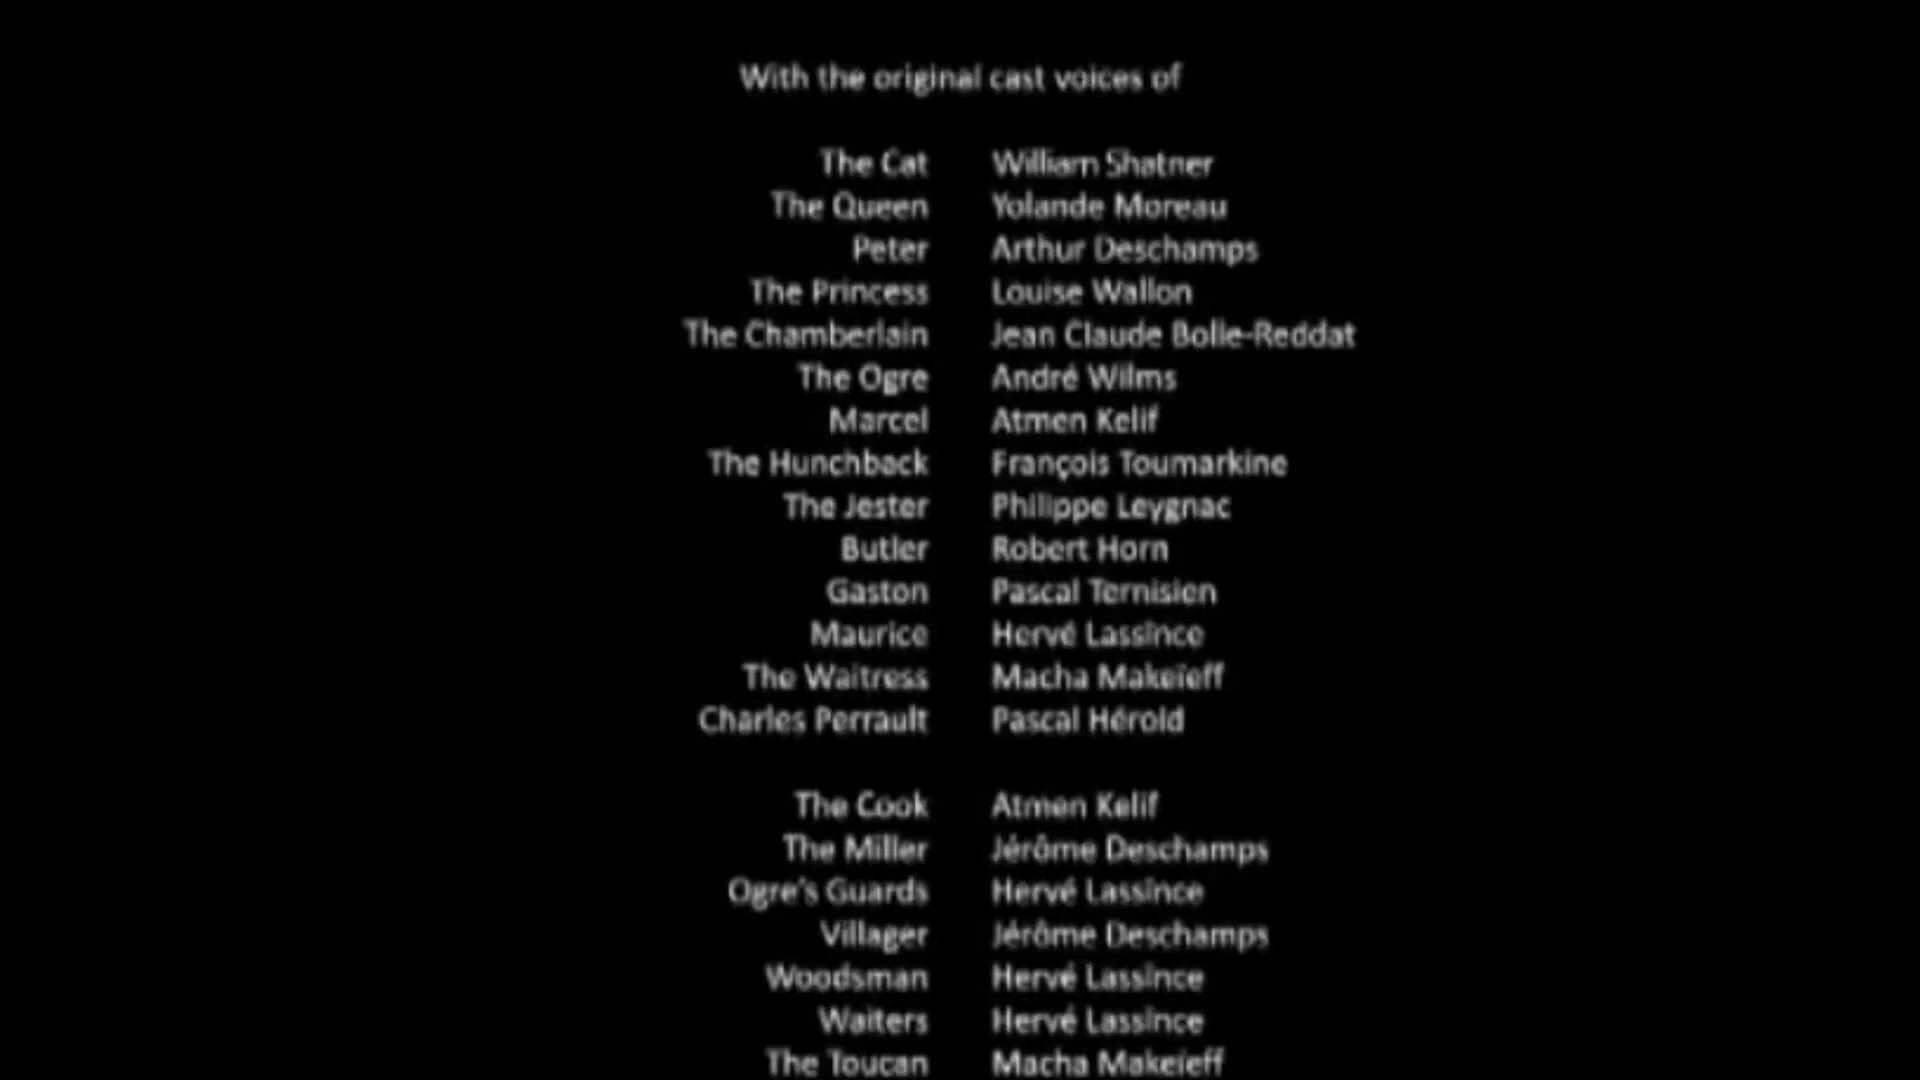 With the original cast voices of
The Cat William Shatner
The Queen Yolande Moreau
Peter Arthur Deschamps
The Princess Louise Wallon
The Chamberlain Jean Claude Bolle-Reddat
The Ogre André Wilms
Marcel Atmen Kelif
The Hunchback François Toumarkine
The Jester Philippe Leygnac
Butler Robert Horn
Gaston Pascal Ternisien
Maurice Hervé Lassïnce
The Waitress Macha Makeïeff
Charles Perrault Pascal Hérold
The Cook Atmen Kelif
The Miller Jérôme Deschamps
Ogre's Guards Hervé Lassïnce
Villager Jérôme Deschamps
Woodsman Hervé Lassïnce
Waiters Hervé Lassïnce
The Toucan Macha Makeïeff